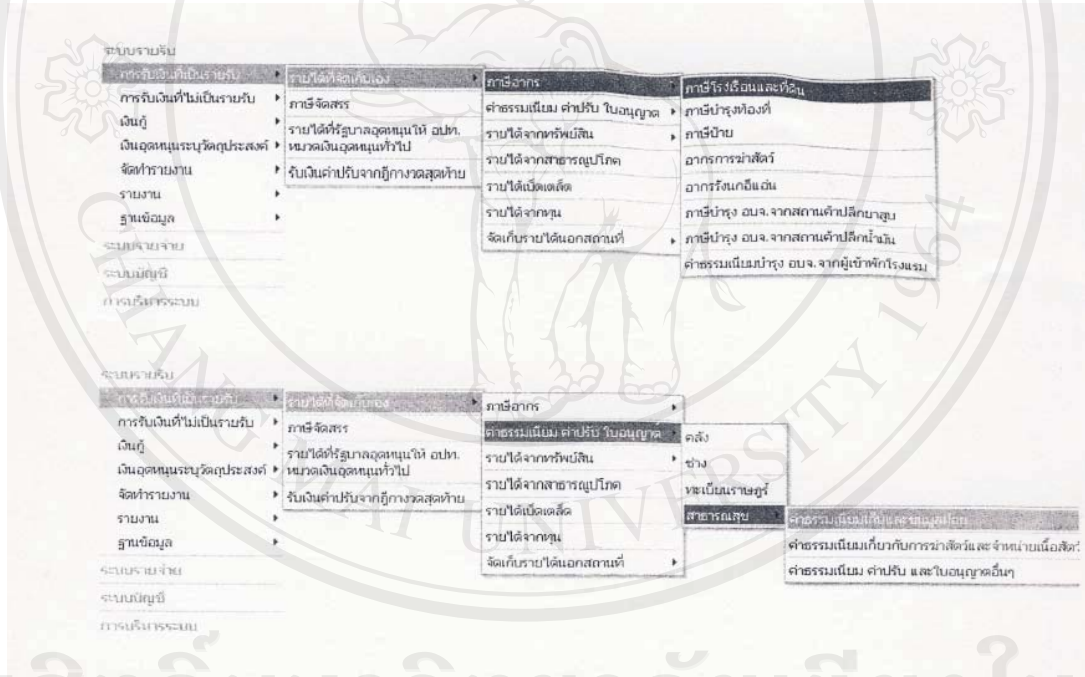 ระบบรายรับ
การรับเงินที่เป็นรายรับ
การรับเงินที่ไม่เป็นรายรับ
เงินกู้
เงินอุดหนุนระบุวัตถุประสงค์
จัดทำรายงาน
รายงาน
ฐานข้อมูล
ระบบรายจ่าย
ระบบบัญชี
การบริหารระบบ
รายได้ที่จัดเก็บเอง
ภาษีจัดสรร
รายได้ที่รัฐบาลอุดหนุนให้ อปท.
หมวดเงินอุดหนุนทั่วไป
รับเงินค่าปรับจากฎีกางวดสุดท้าย
ภาษีอากร
ค่าธรรมเนียม ค่าปรับ ใบอนุญาต
รายได้จากทรัพย์สิน
รายได้จากสาธารณูปโภค
รายได้เบ็ดเตล็ด
รายได้จากทุน
จัดเก็บรายได้นอกสถานที่
ภาษีโรงเรือนและที่ดิน
ภาษีบำรุงท้องที่
ภาษีป้าย
อากรการฆ่าสัตว์
อากรรังนกอีแอ่น
ภาษีบำรุง อบจ.จากสถานค้าปลีกยาสูบ
ภาษีบำรุง อบจ.จากสถานค้าปลีกน้ำมัน
ค่าธรรมเนียมบำรุง อบจ.จากผู้เข้าพักโรงแรม
ระบบรายรับ
การรับเงินที่เป็นรายรับ
การรับเงินที่ไม่เป็นรายรับ
เงินกู้
เงินอุดหนุนระบุวัตถุประสงค์
จัดทำรายงาน
รายงาน
ฐานข้อมูล
ระบบรายจ่าย
ระบบบัญชี
การบริหารระบบ
รายได้ที่จัดเก็บเอง
ภาษีจัดสรร
รายได้ที่รัฐบาลอุดหนุนให้ อปท.
หมวดเงินอุดหนุนทั่วไป
รับเงินค่าปรับจากฎีกางวดสุดท้าย
ภาษีอากร
ค่าธรรมเนียม ค่าปรับ ใบอนุญาต
รายได้จากทรัพย์สิน
รายได้จากสาธารณูปโภค
รายได้เบ็ดเตล็ด
รายได้จากทุน
จัดเก็บรายได้นอกสถานที่
คลัง
ช่าง
ทะเบียนราษฎร์
สาธารณสุข
ค่าธรรมเนียมเก็บและขนมูลฝอย
ค่าธรรมเนียมเกี่ยวกับการฆ่าสัตว์และจำหน่ายเนื้อสัตว์
ค่าธรรมเนียม ค่าปรับ และใบอนุญาตอื่นๆ
CHIANG MAI UNIVERSITY 1964